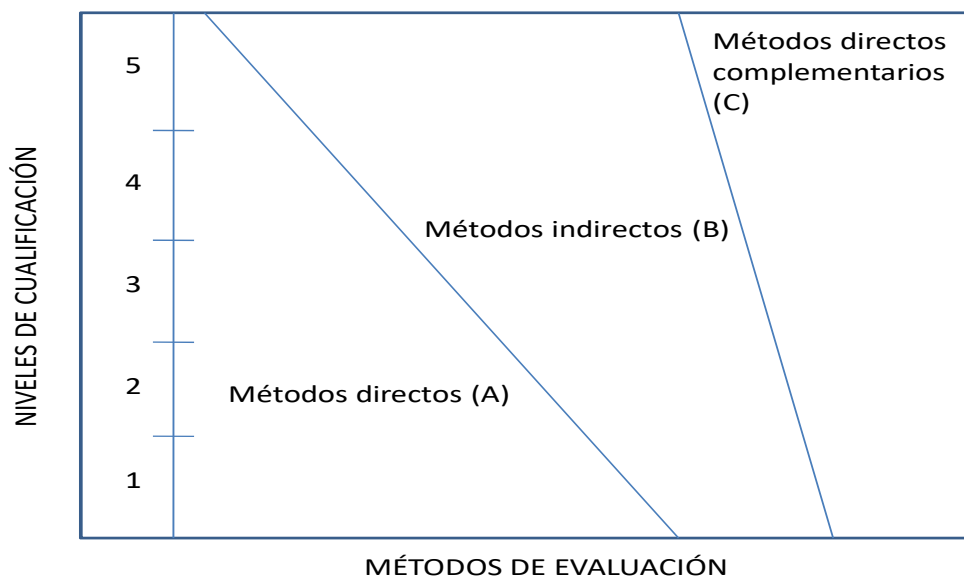 Métodos directos
complementarios
(C)
5
4
Métodos indirectos (B)
3
2
Métodos directos (A)
1
NIVELES DE CUALIFICACIÓN
MÉTODOS DE EVALUACIÓN